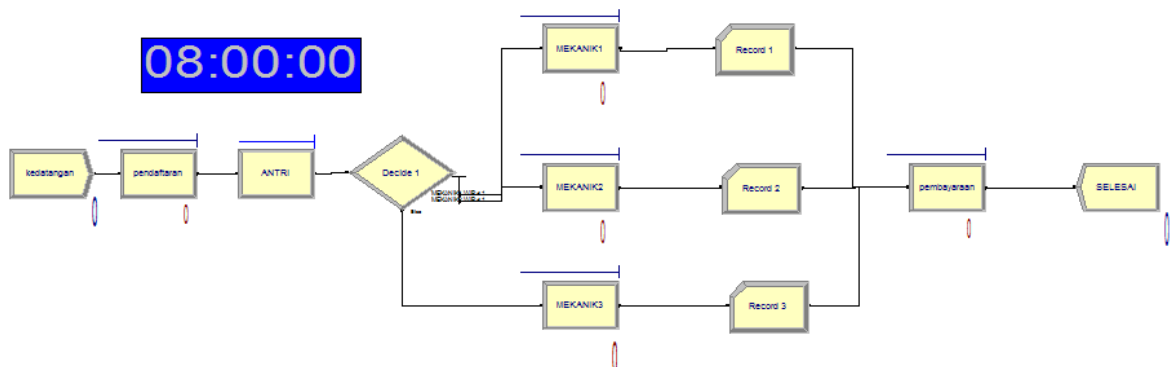 08:00:00
kedatangan
pendaftaran
ANTRI
Decide 1
Else
MEKANIK1
Record 1
MEKANIK2
Record 2
MEKANIK3
Record 3
pembayaraan
SELESAI